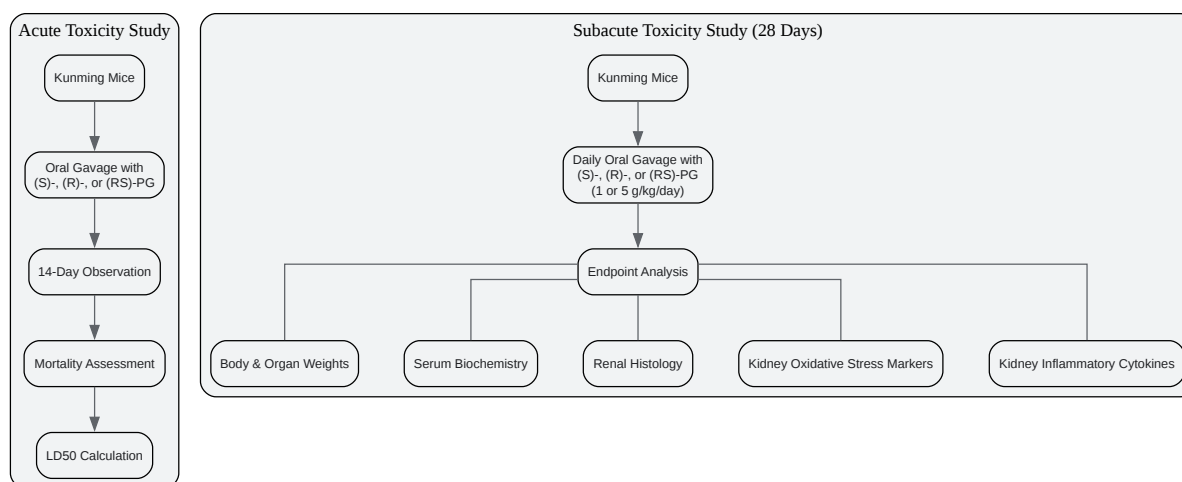 Acute Toxicity Study
Kunming Mice
Oral Gavage with
(S)-, (R)-, or (RS)-PG
14-Day Observation
Mortality Assessment
LD50 Calculation
Subacute Toxicity Study (28 Days)
Kunming Mice
Daily Oral Gavage with
(S)-, (R)-, or (RS)-PG
(1 or 5 g/kg/day)
Endpoint Analysis
Body & Organ Weights
Serum Biochemistry
Renal Histology
Kidney Oxidative Stress Markers
Kidney Inflammatory Cytokines